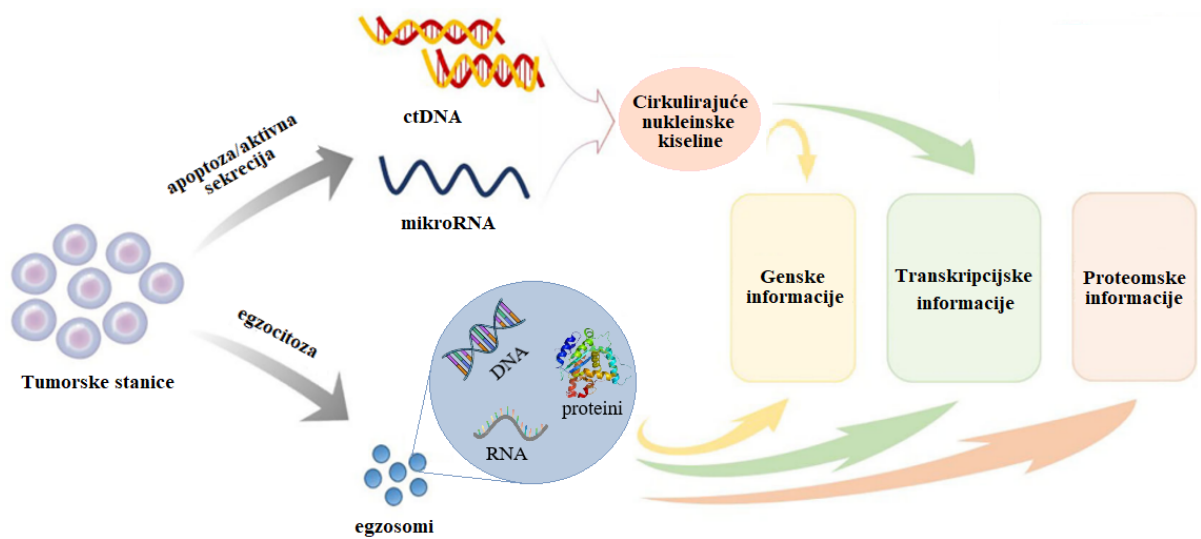 ctDNA
mikroRNA
apoptoza/aktivna
sekrecija
Cirkulirajuće
nukleinske
kiseline
Tumorske stanice
egzocitoza
DNA
proteini
RNA
egzosomi
Genske
informacije
Transkripcijske
informacije
Proteomske
informacije